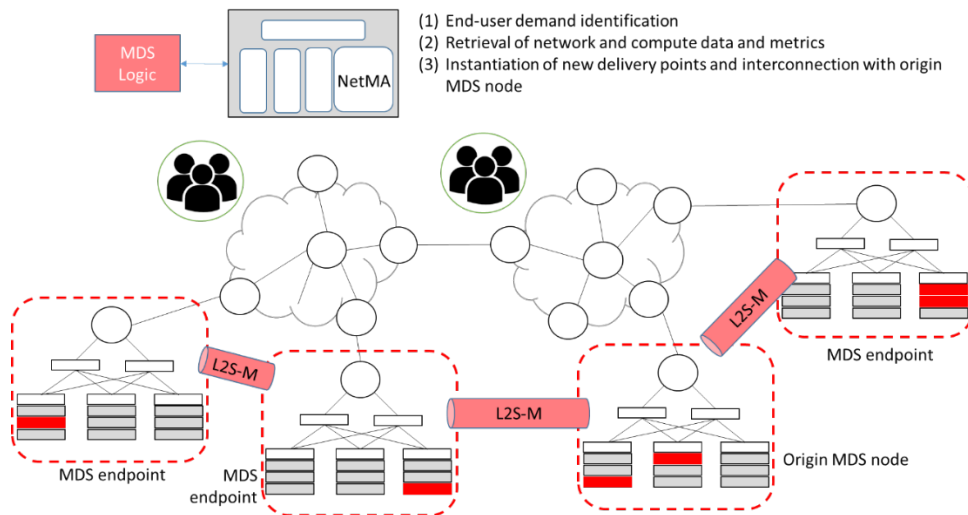 (1) End-user demand identification
(2) Retrieval of network and compute data and metrics
(3) Instantiation of new delivery points and interconnection with origin
MDS node
MDS
Logic
NetMA
L2S-M
MDS endpoint
L2S-M
L2S-M
MDS endpoint
MDS
endpoint
Origin MDS node